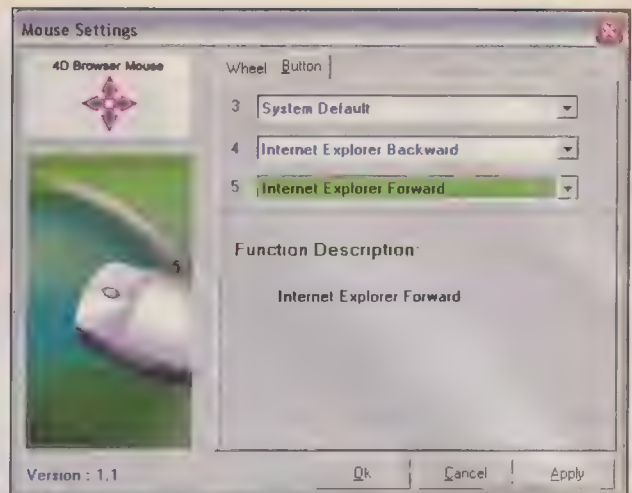 Mouse Settings
4D Browser Mouse
Wheel Button
3 System Default
4 Internet Explorer Backward
5 Internet Explorer Forward
5
Function Description:
Internet Explorer Forward
Version : 1.1
Ok Cancel Apply